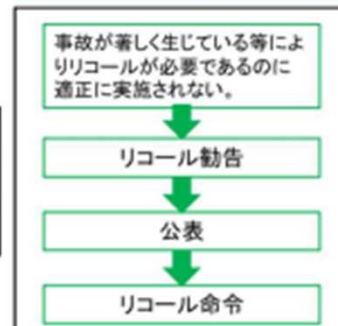 事故が著しく生じている等によ
りリコールが必要であるのに
適正に実施されない。
リコール勧告
公表
リコール命令